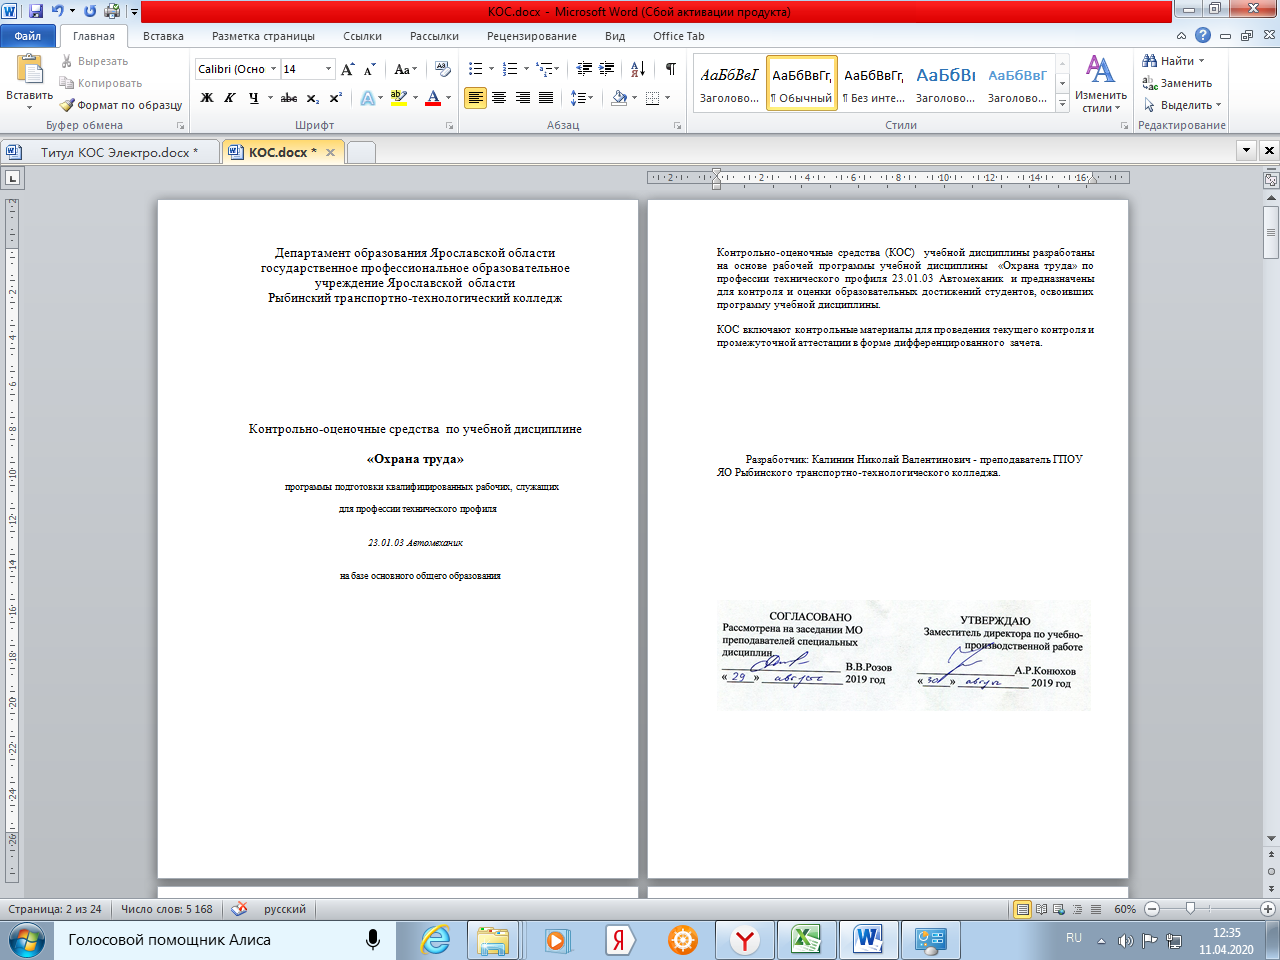 KOC.docx - Microsoft Word (Сбой активации продукта)
Файл Главная Вставка Разметка страницы Ссылки Рассылки Рецензирование Вид Office Tab
Вставить
Вырезать
Копировать
Формат по образцу
Буфер обмена
Calibri (Осно 14
Шрифт
Абзац
АаБбВвІ АаБбВвГг, АаБбВвГг, АаБбВı АаБбВвГ
Заголово... ¶ Обычный ¶ Без инте... Заголово... Заголово...
Стили
Изменить стили
Найти
Заменить
Выделить
Редактирование
Титул КОС Электро.docx *
КОС.docx *
Департамент образования Ярославской области
государственное профессиональное образовательное
учреждение Ярославской области
Рыбинский транспортно-технологический колледж
Контрольно-оценочные средства по учебной дисциплине
«Охрана труда»
программы подготовки квалифицированных рабочих, служащих
для профессии технического профиля
23.01.03 Автомеханик
на базе основного общего образования
Контрольно-оценочные средства (КОС) учебной дисциплины разработаны
на основе рабочей программы учебной дисциплины «Охрана труда» по
профессии технического профиля 23.01.03 Автомеханик и предназначены
для контроля и оценки образовательных достижений студентов, освоивших
программу учебной дисциплины.
КОС включают контрольные материалы для проведения текущего контроля и
промежуточной аттестации в форме дифференцированного зачета.
Разработчик: Калинин Николай Валентинович - преподаватель ГПОУ
ЯО Рыбинского транспортно-технологического колледжа.
СОГЛАСОВАНО
Рассмотрена на заседании МО
преподавателей специальных
дисциплин
В.В.Розов
«29» августа 2019 год
УТВЕРЖДАЮ
Заместитель директора по учебно-
производственной работе
А.Р.Конюхов
«30» август 2019 год
Страница: 2 из 24 Число слов: 5 168 русский 60%
Голосовой помощник Алиса
RU
12:35
11.04.2020